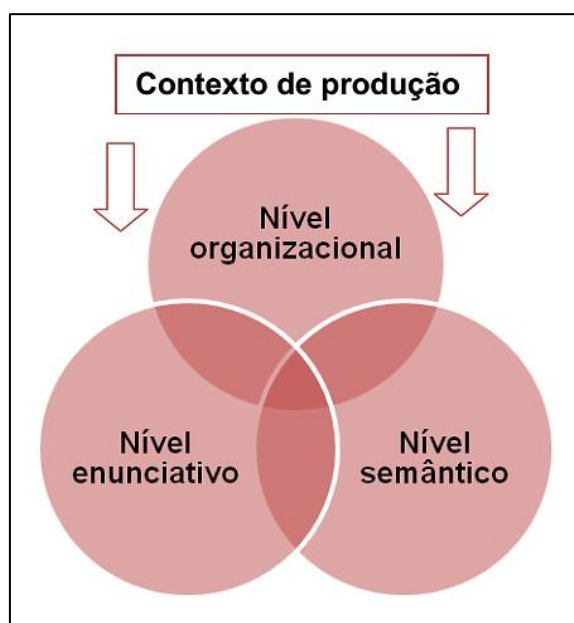 Contexto de produção
Nível
organizacional
Nível
enunciativo
Nível
semântico